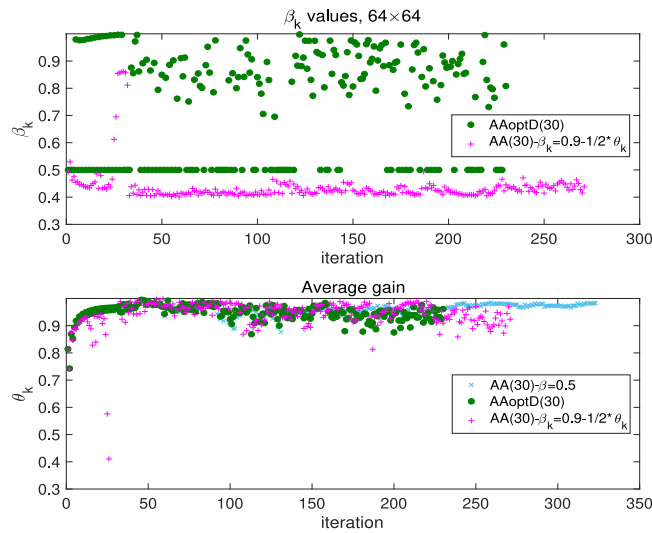 β_k values, 64×64
0.9
0.8
0.7
0.6
0.5
0.4
0.3
β_k
AAoptD(30)
AA(30)-β_k=0.9-1/2*θ_k
0 50 100 150 200 250 300
iteration
Average gain
0.9
0.8
0.7
0.6
0.5
0.4
0.3
θ_k
AA(30)-β=0.5
AAoptD(30)
AA(30)-β_k=0.9-1/2*θ_k
0 50 100 150 200 250 300 350
iteration